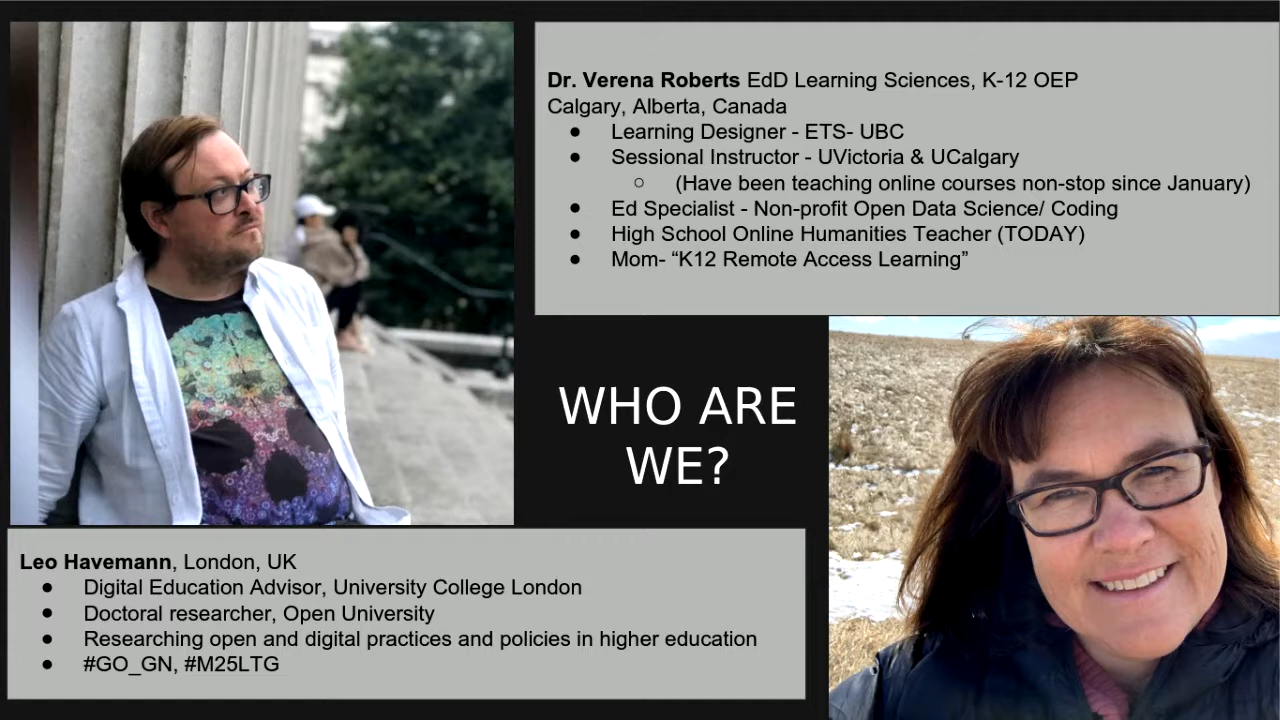 Dr. Verena Roberts EdD Learning Sciences, K-12 OEP
Calgary, Alberta, Canada
● Learning Designer - ETS- UBC
● Sessional Instructor - UVictoria & UCalgary
○ (Have been teaching online courses non-stop since January)
● Ed Specialist - Non-profit Open Data Science/ Coding
● High School Online Humanities Teacher (TODAY)
● Mom- “K12 Remote Access Learning”
WHO ARE
WE?
Leo Havemann, London, UK
● Digital Education Advisor, University College London
● Doctoral researcher, Open University
● Researching open and digital practices and policies in higher education
● #GO_GN, #M25LTG